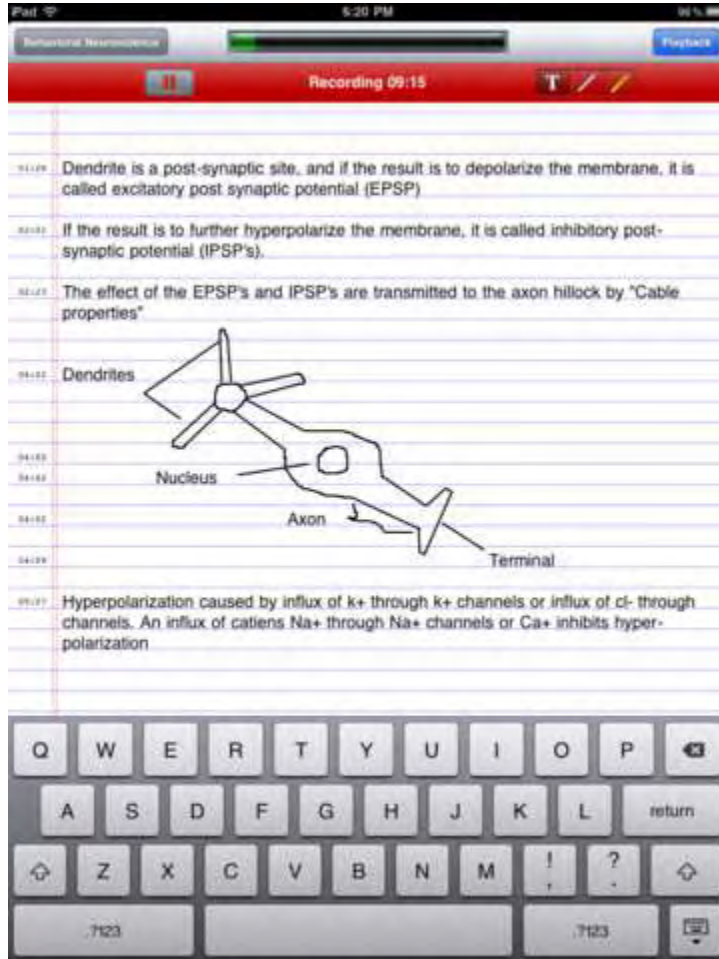 iPad 5:20 PM
Behavioral Neuroscience Playback
Recording 09:15 T
Dendrite is a post-synaptic site, and if the result is to depolarize the membrane, it is
called excitatory post synaptic potential (EPSP)
If the result is to further hyperpolarize the membrane, it is called inhibitory post-
synaptic potential (IPSP's).
The effect of the EPSP's and IPSP's are transmitted to the axon hillock by "Cable
properties"
Dendrites
Nucleus
Axon
Terminal
Hyperpolarization caused by influx of k+ through k+ channels or influx of cl- through
channels. An influx of catiens Na+ through Na+ channels or Ca+ inhibits hyper-
polarization
Q W E R T Y U I O P
A S D F G H J K L return
Z X C V B N M ! , ? .
.?123 .?123